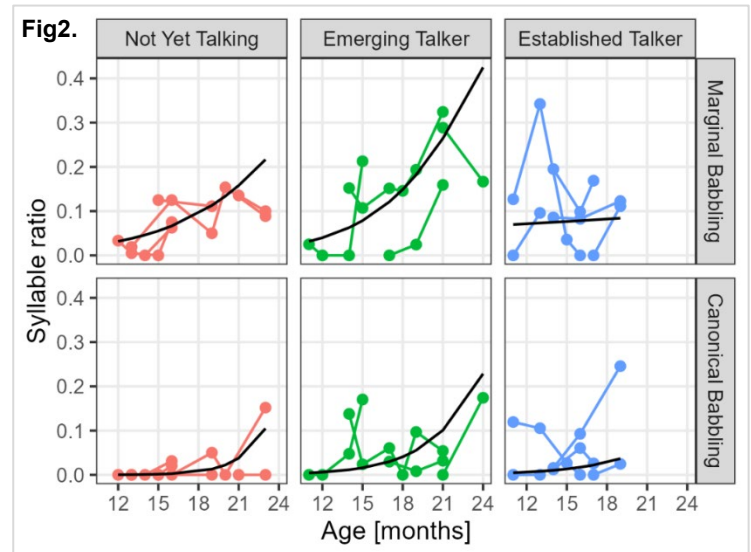 Fig2.
Not Yet Talking Emerging Talker Established Talker
Syllable ratio
0.4
0.3
0.2
0.1
0.0
Marginal Babbling
0.4
0.3
0.2
0.1
0.0
Canonical Babbling
12 15 18 21 24 12 15 18 21 24 12 15 18 21 24
Age [months]